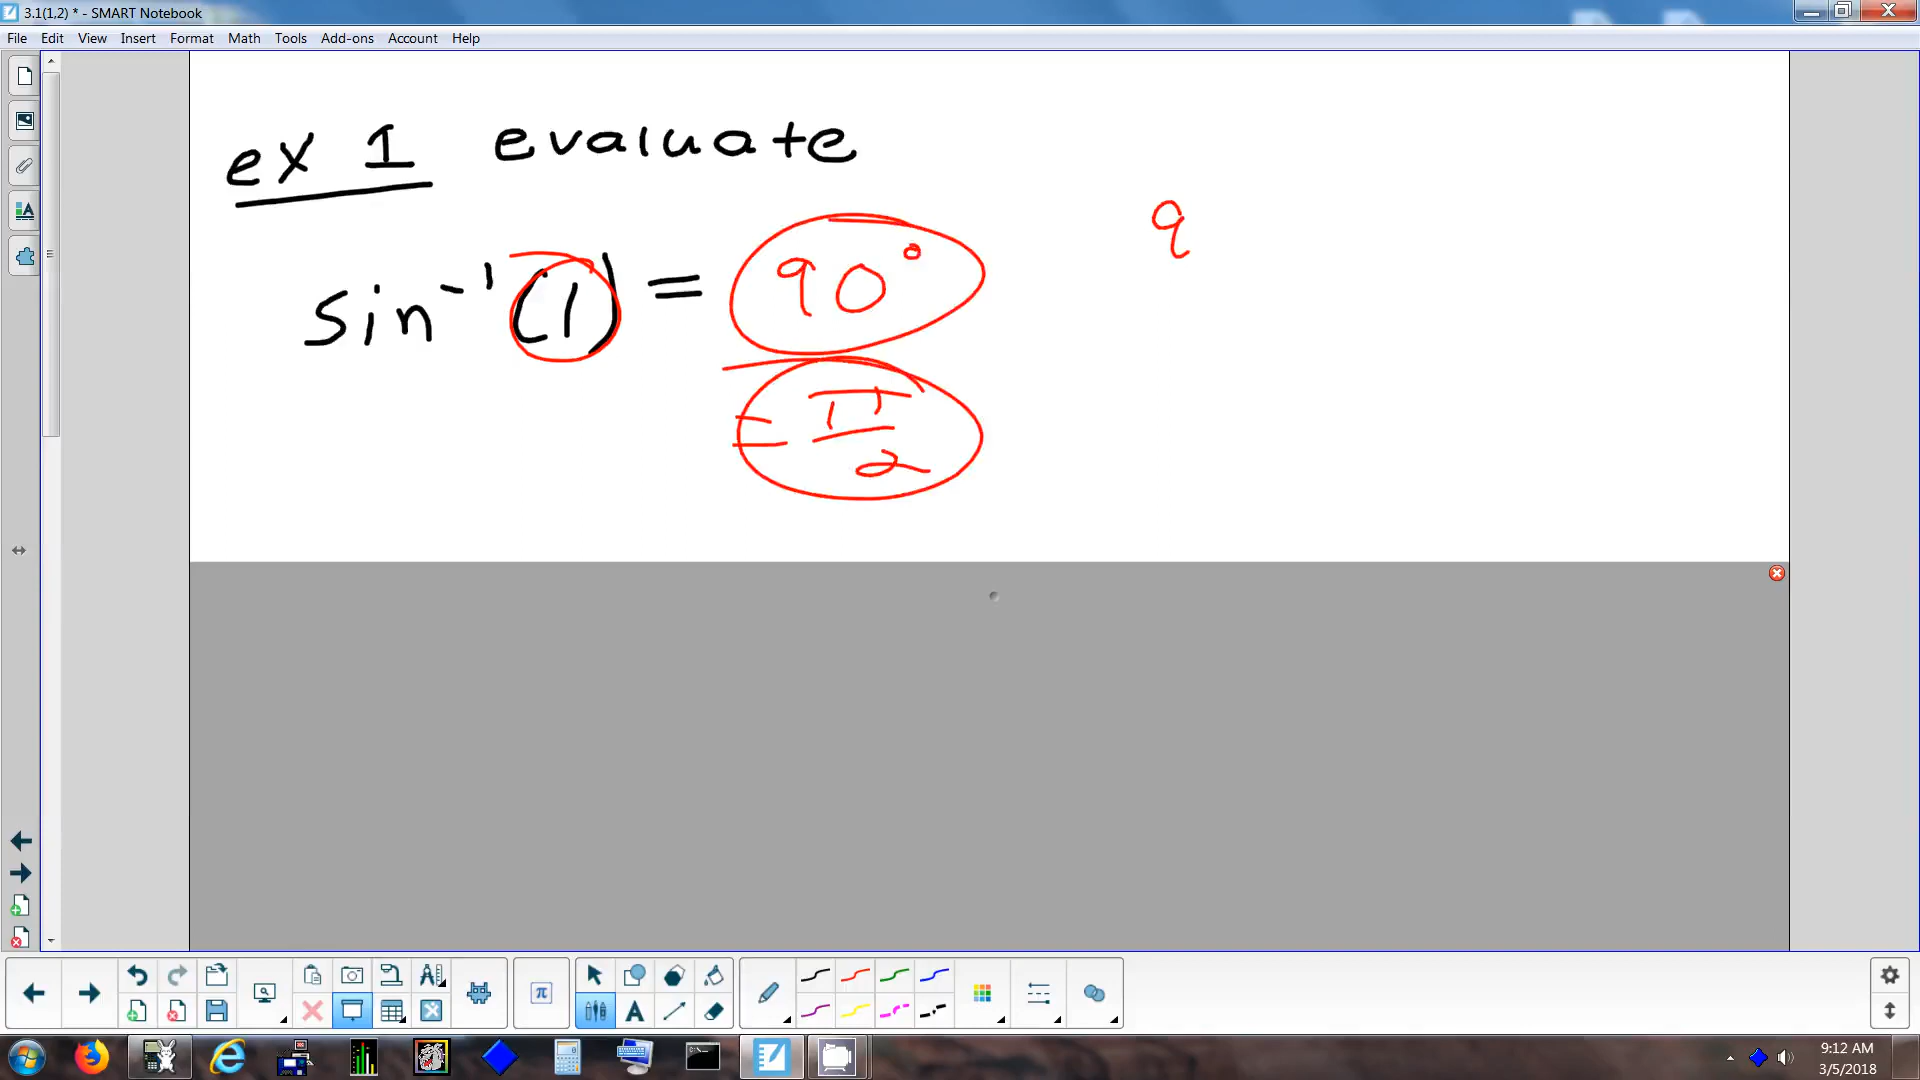 3.1(1,2) * - SMART Notebook
File Edit View Insert Format Math Tools Add-ons Account Help
ex 1 evaluate
sin⁻¹(1) = 90°
= π/2
9
π
A
9:12 AM
3/5/2018